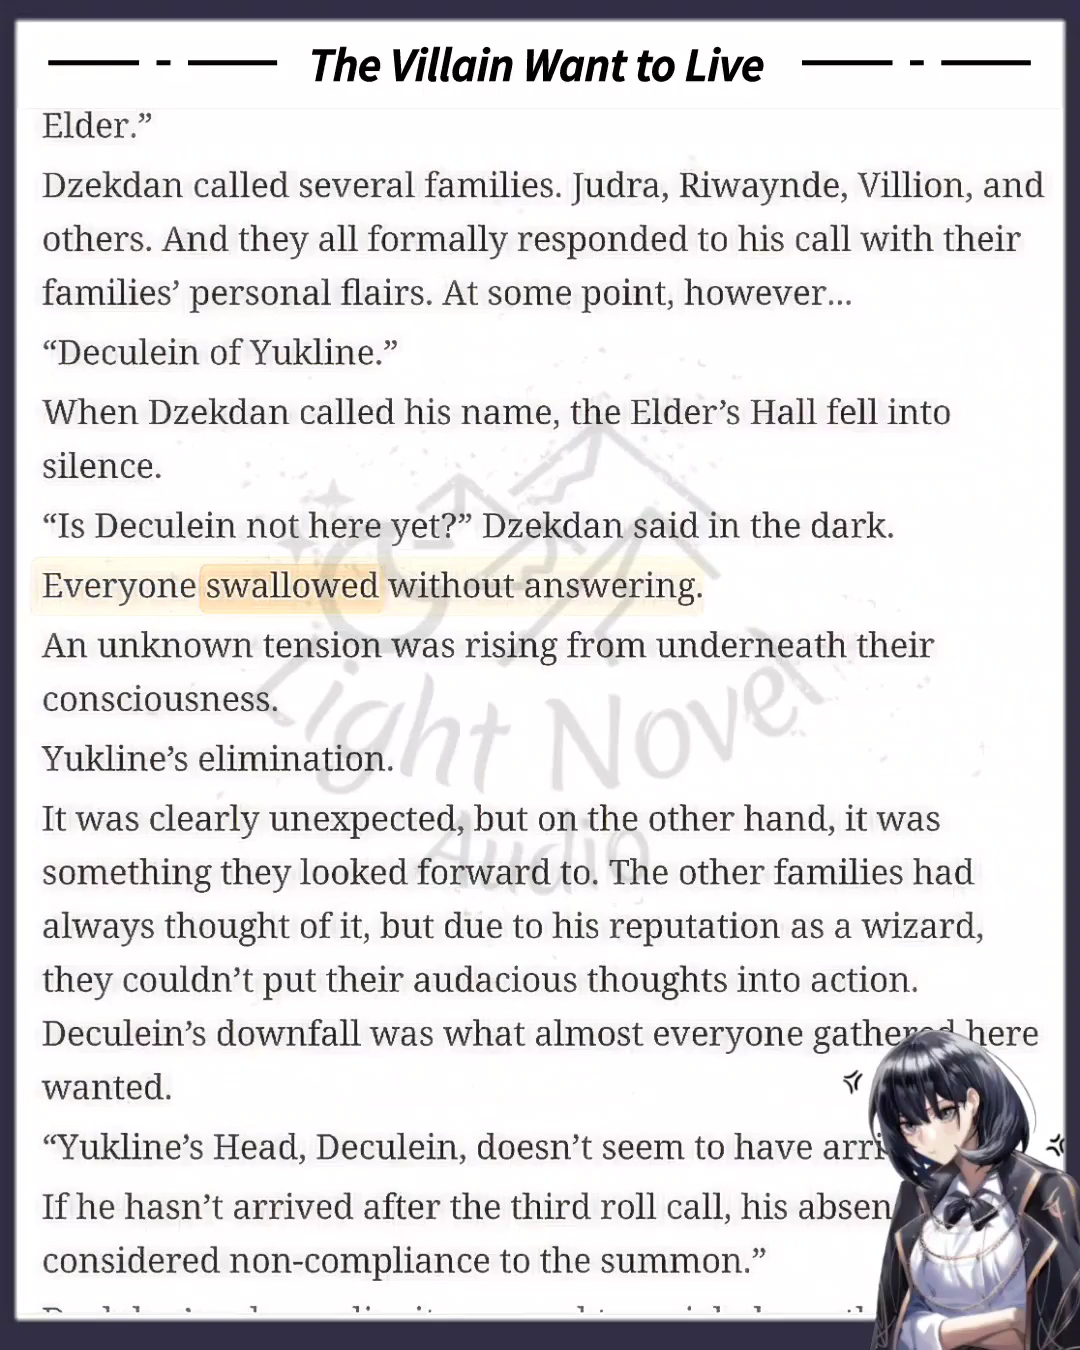 The Villain Want to Live
Elder.”
Dzekdan called several families. Judra, Riwaynde, Villion, and
others. And they all formally responded to his call with their
families’ personal flairs. At some point, however...
“Deculein of Yukline.”
When Dzekdan called his name, the Elder’s Hall fell into
silence.
“Is Deculein not here yet?” Dzekdan said in the dark.
Everyone swallowed without answering.
An unknown tension was rising from underneath their
consciousness.
Yukline’s elimination.
It was clearly unexpected, but on the other hand, it was
something they looked forward to. The other families had
always thought of it, but due to his reputation as a wizard,
they couldn’t put their audacious thoughts into action.
Deculein’s downfall was what almost everyone gathered here
wanted.
“Yukline’s Head, Deculein, doesn’t seem to have
If he hasn’t arrived after the third roll call, his
considered non-compliance to the summon.”
Light Novel
Audio